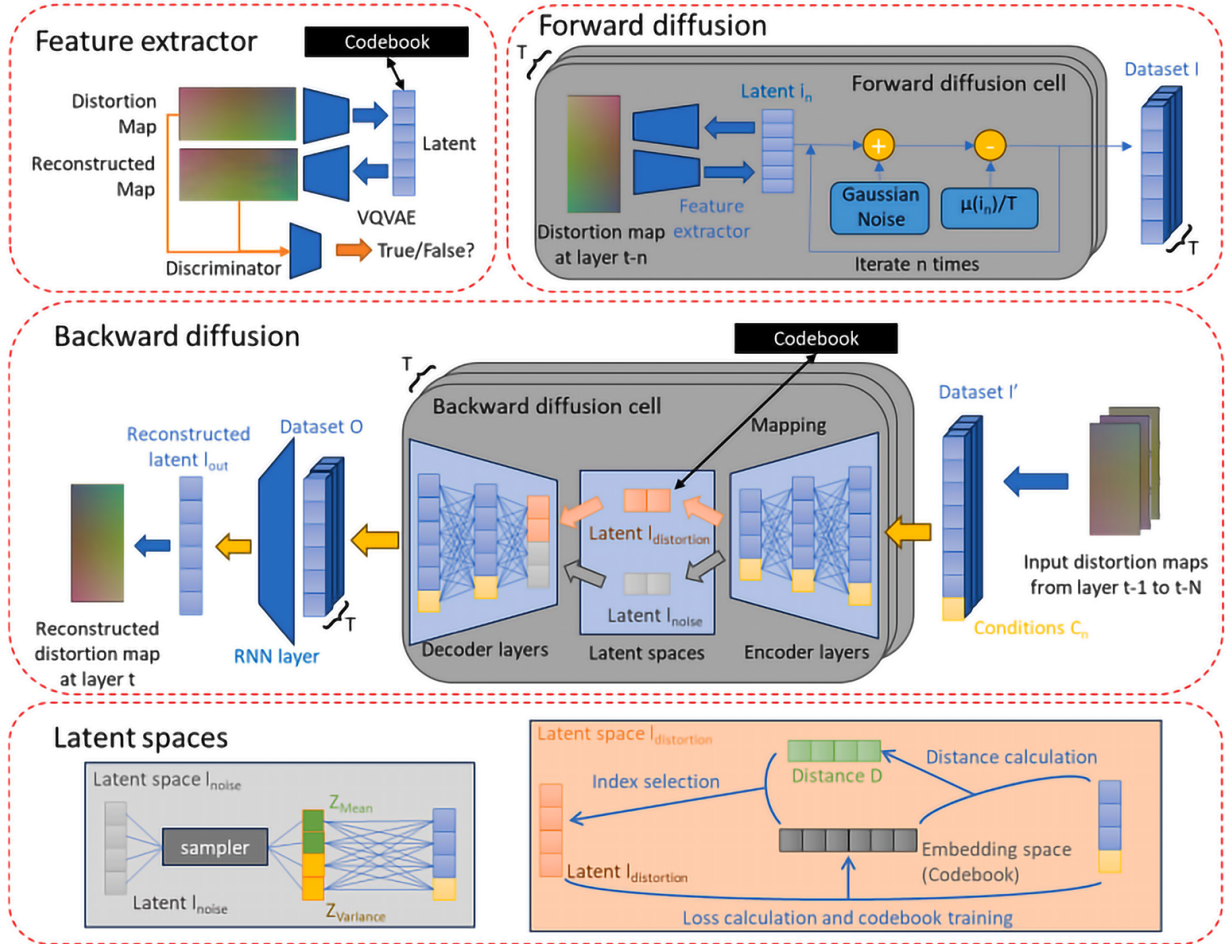 Feature extractor
Codebook
Distortion
Map
Reconstructed
Map
Latent
VQVAE
Discriminator
True/False?
Forward diffusion
T
Forward diffusion cell
Latent in
Dataset I
+
-
Gaussian
Noise
μ(in)/T
Feature
extractor
Distortion map
at layer t-n
Iterate n times
T
Backward diffusion
Codebook
T
Backward diffusion cell
Mapping
Dataset I’
Reconstructed
latent Iout
Dataset O
Latent Idistortion
Latent Inoise
T
Input distortion maps
from layer t-1 to t-N
Conditions Cn
Reconstructed
distortion map
at layer t
RNN layer
Decoder layers
Latent spaces
Encoder layers
Latent spaces
Latent space Inoise
ZMean
sampler
Latent Inoise
ZVariance
Latent space Idistortion
Index selection
Distance D
Distance calculation
Embedding space
(Codebook)
Latent Idistortion
Loss calculation and codebook training